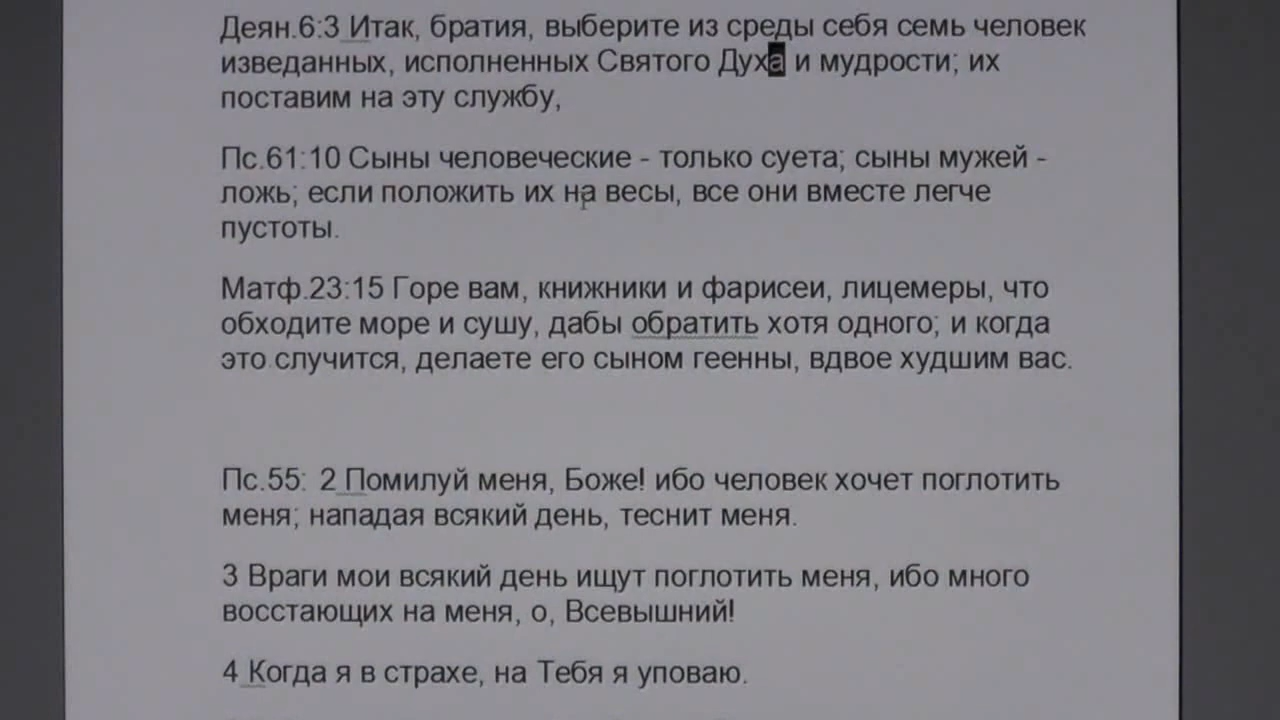 Деян.6:3 Итак, братия, выберите из среды себя семь человек
изведанных, исполненных Святого Духа и мудрости; их
поставим на эту службу,
Пс.61:10 Сыны человеческие - только суета; сыны мужей -
ложь; если положить их на весы, все они вместе легче
пустоты.
Матф.23:15 Горе вам, книжники и фарисеи, лицемеры, что
обходите море и сушу, дабы обратить хотя одного; и когда
это случится, делаете его сыном геенны, вдвое худшим вас.
Пс.55: 2 Помилуй меня, Боже! ибо человек хочет поглотить
меня; нападая всякий день, теснит меня.
3 Враги мои всякий день ищут поглотить меня, ибо много
восстающих на меня, о, Всевышний!
4 Когда я в страхе, на Тебя я уповаю.